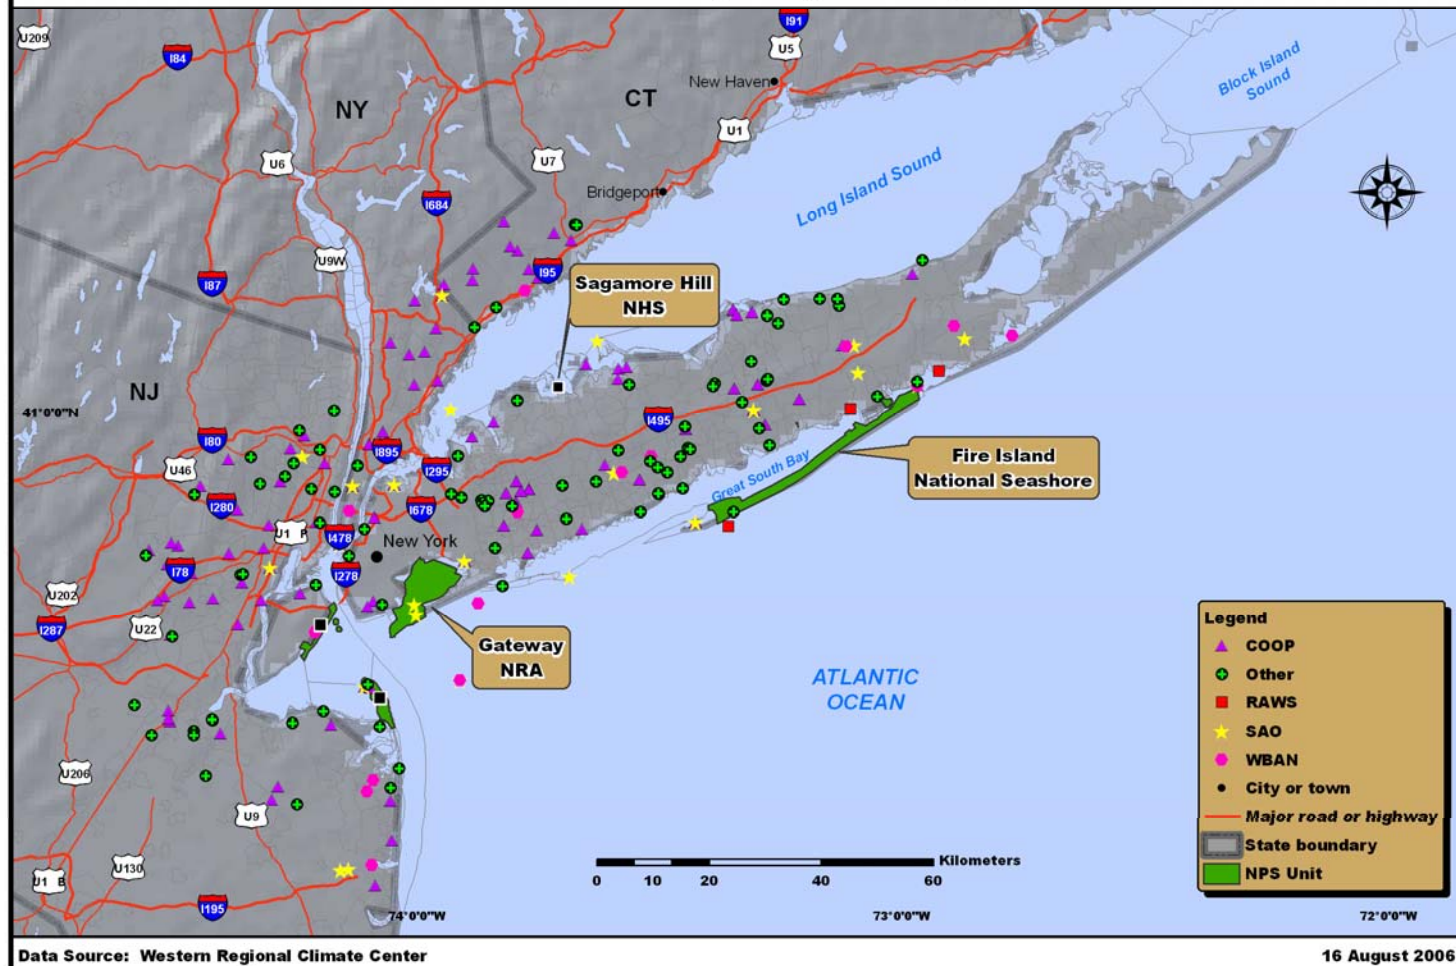 U209
I84
I91
U5
NY
CT
New Haven
Block Island
Sound
U1
U6
U7
Long Island Sound
Bridgeport
I684
U9W
I95
I87
Sagamore Hill
NHS
NJ
41°0'0"N
I80
I895
I495
U46
I295
Great South Bay
Fire Island
National Seashore
I280
I678
U1 P
I478
New York
I78
I278
U202
I287
U22
Gateway
NRA
ATLANTIC
OCEAN
U206
U9
U130
U1 B
I195
Kilometers
0 10 20 40 60
74°0'0"W
73°0'0"W
72°0'0"W
Legend
COOP
Other
RAWS
SAO
WBAN
City or town
Major road or highway
State boundary
NPS Unit
Data Source: Western Regional Climate Center
16 August 2006